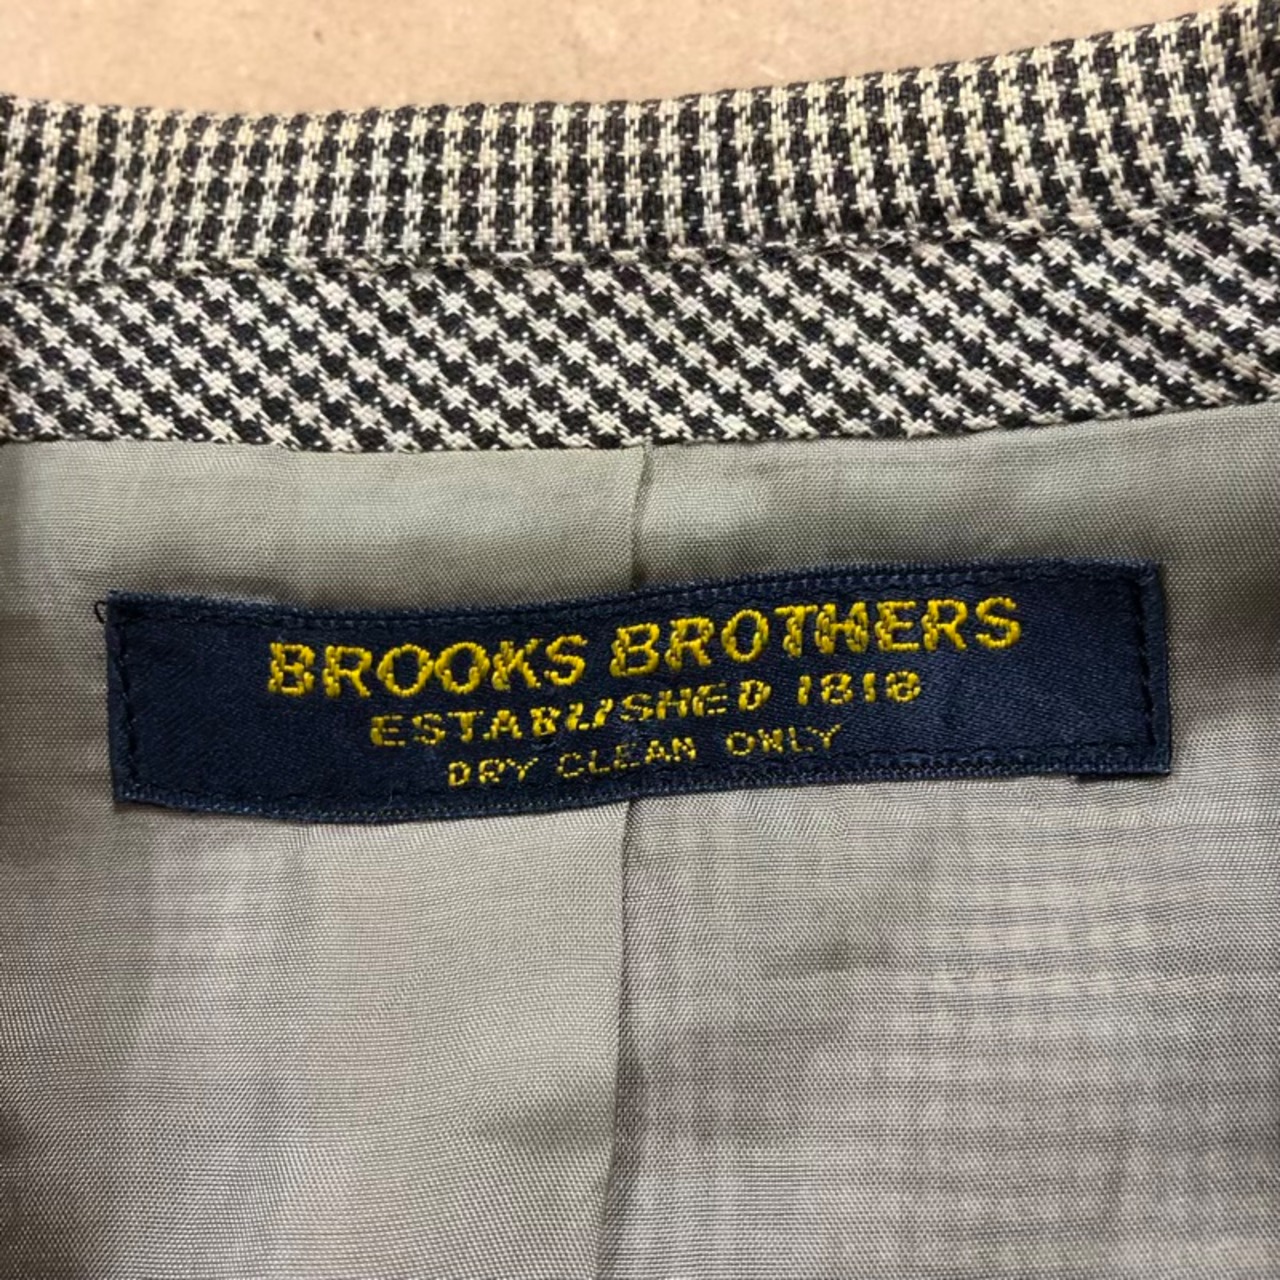 BROOKS BROTHERS
ESTABLISHED 1818
DRY CLEAN ONLY